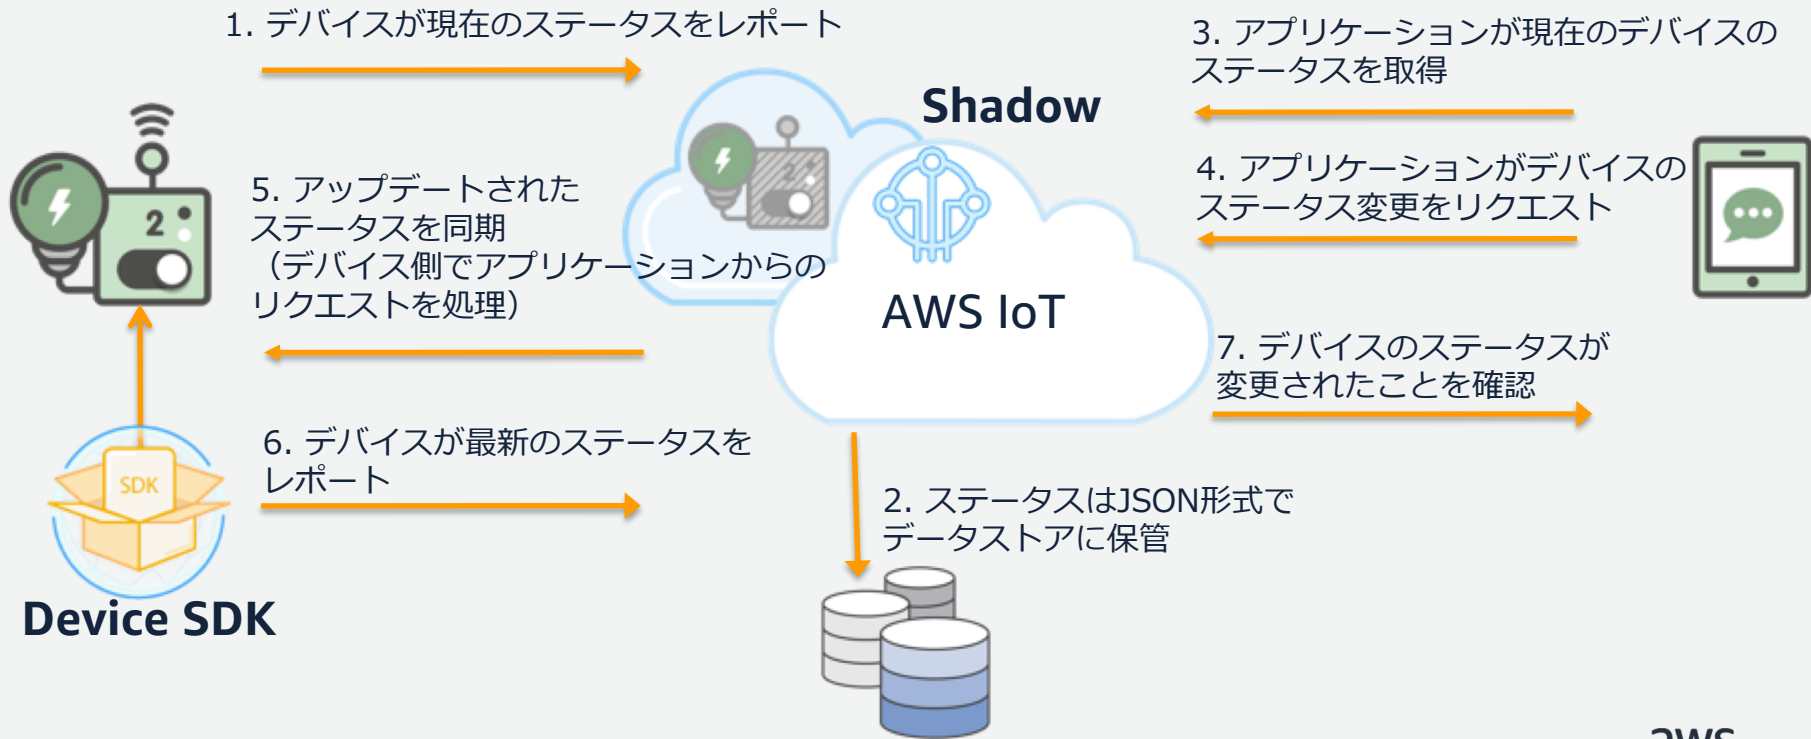 1. デバイスが現在のステータスをレポート
3. アプリケーションが現在のデバイスの
ステータスを取得
Shadow
4. アプリケーションがデバイスの
ステータス変更をリクエスト
5. アップデートされた
ステータスを同期
（デバイス側でアプリケーションからの
リクエストを処理）
2
2
AWS IoT
7. デバイスのステータスが
変更されたことを確認
6. デバイスが最新のステータスを
レポート
SDK
2. ステータスはJSON形式で
データストアに保管
Device SDK
aws